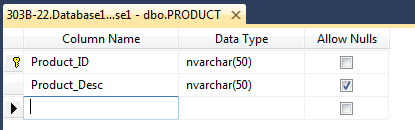 303B-22.Database1...se1 - dbo.PRODUCT
Column Name Data Type Allow Nulls
Product_ID nvarchar(50)
Product_Desc nvarchar(50)